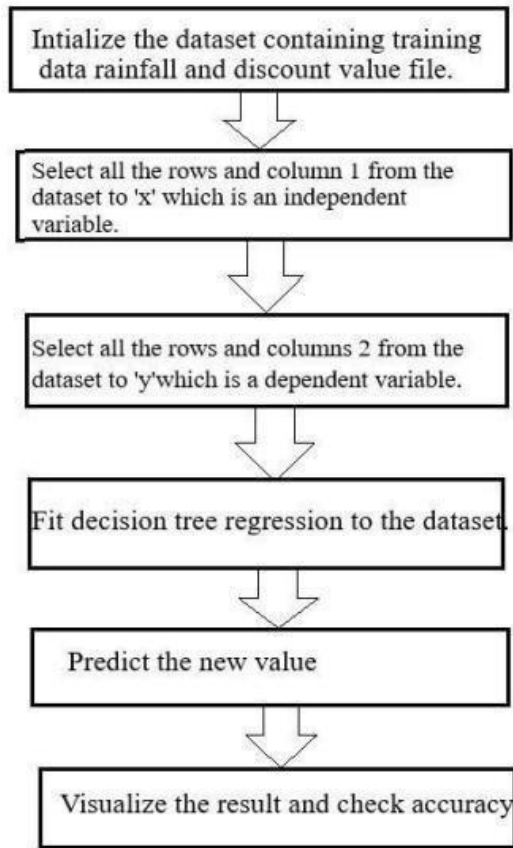 Intialize the dataset containing training
data rainfall and discount value file.
Select all the rows and column 1 from the
dataset to 'x' which is an independent
variable.
Select all the rows and columns 2 from the
dataset to 'y'which is a dependent variable.
Fit decision tree regression to the dataset.
Predict the new value
Visualize the result and check accuracy